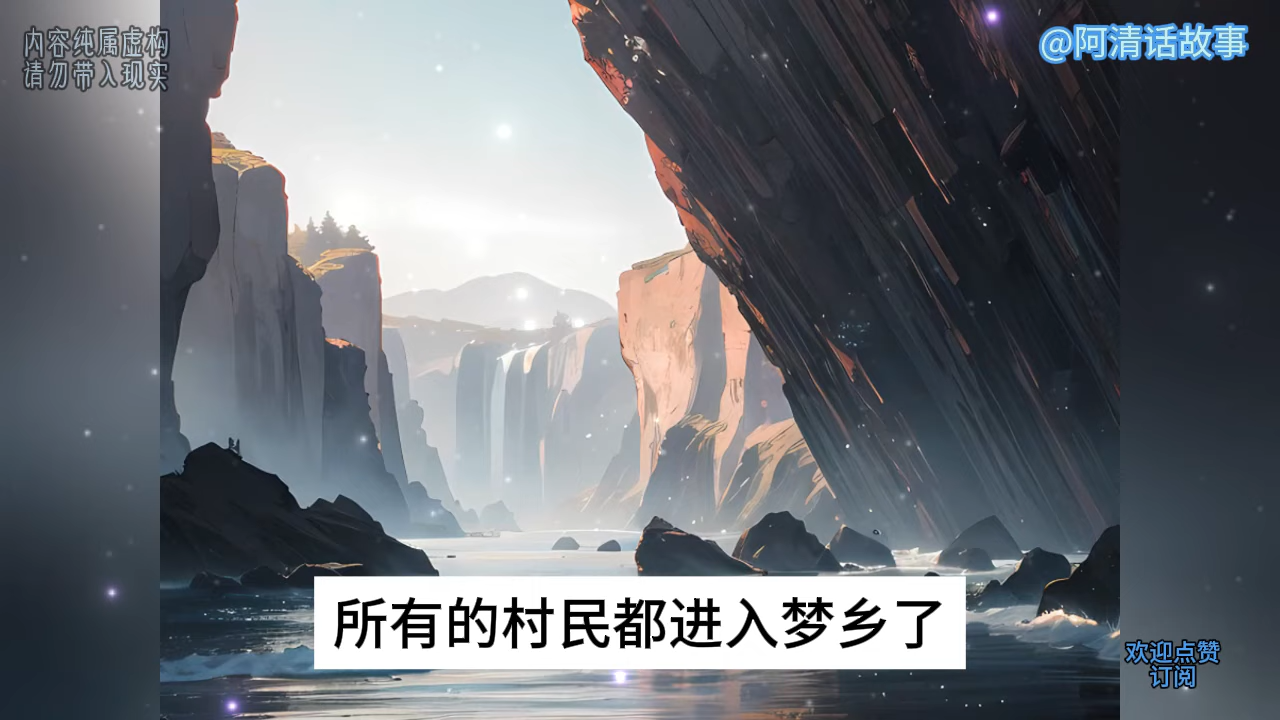 内容纯属虚构
请勿带入现实
@阿清话故事
所有的村民都进入梦乡了
欢迎点赞
订阅